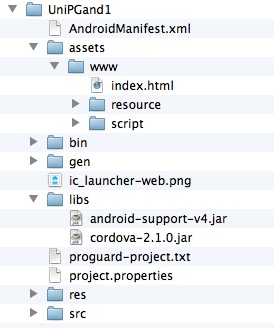 UniPGand1
AndroidManifest.xml
assets
www
index.html
resource
script
bin
gen
ic_launcher-web.png
libs
android-support-v4.jar
cordova-2.1.0.jar
proguard-project.txt
project.properties
res
src